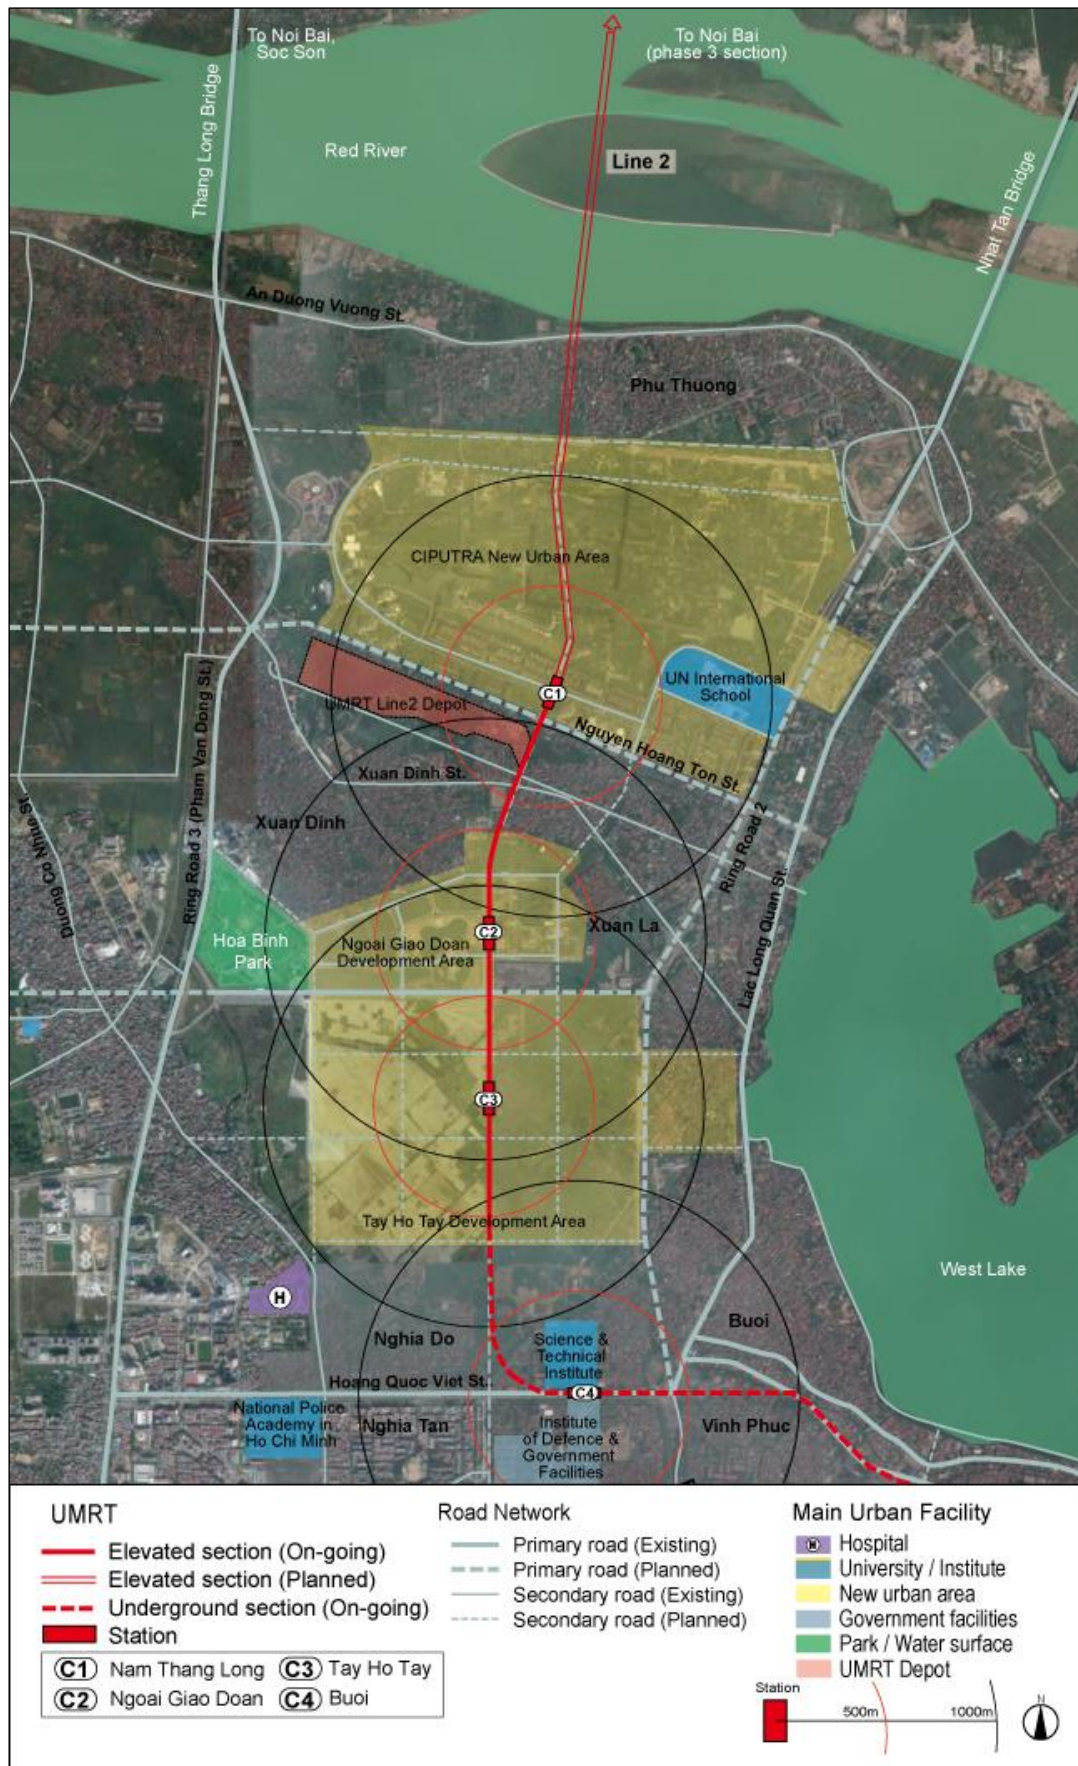 To Noi Bai,
Soc Son
To Noi Bai
(phase 3 section)
Thang Long Bridge
Red River
Line 2
Nhat Tan Bridge
An Duong Vuong St.
Phu Thuong
CIPUTRA New Urban Area
UN International
School
C1
UMRT Line2 Depot
Nguyen Hoang Ton St.
Xuan Dinh St.
Xuan Dinh
Ring Road 3 (Pham Van Dong St.)
Duong Co Nhue St.
Ring Road 2
Lac Long Quan St.
Hoa Binh
Park
Ngoai Giao Doan
Development Area
C2
Xuan La
C3
Tay Ho Tay Development Area
West Lake
H
Nghia Do
Science &
Technical
Institute
Buoi
Hoang Quoc Viet St.
C4
National Police
Academy in
Ho Chi Minh
Nghia Tan
Institute
of Defence &
Government
Facilities
Vinh Phuc
UMRT
Elevated section (On-going)
Elevated section (Planned)
Underground section (On-going)
Station
C1 Nam Thang Long
C3 Tay Ho Tay
C2 Ngoai Giao Doan
C4 Buoi
Road Network
Primary road (Existing)
Primary road (Planned)
Secondary road (Existing)
Secondary road (Planned)
Main Urban Facility
H Hospital
University / Institute
New urban area
Government facilities
Park / Water surface
UMRT Depot
Station
500m
1000m
N